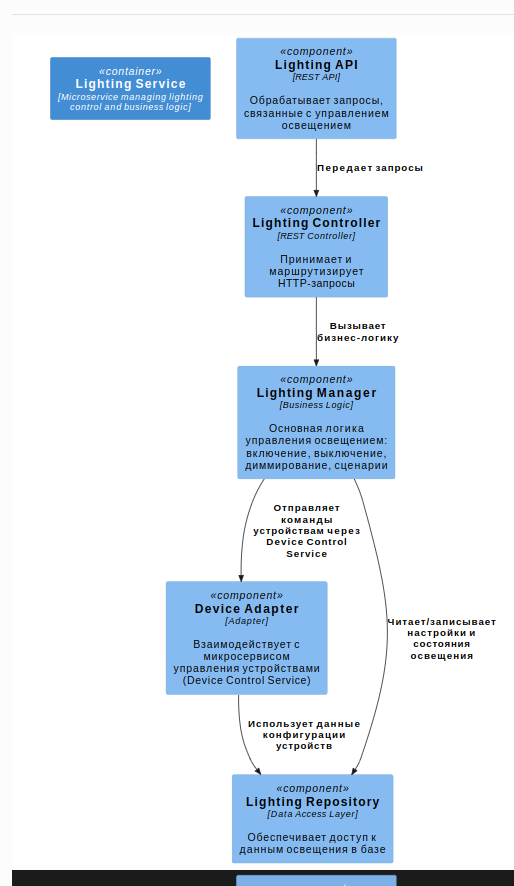 «container»
Lighting Service
[Microservice managing lighting
control and business logic]
«component»
Lighting API
[REST API]
Обрабатывает запросы,
связанные с управлением
освещением
Передает запросы
«component»
Lighting Controller
[REST Controller]
Принимает и
маршрутизирует
HTTP-запросы
Вызывает
бизнес-логику
«component»
Lighting Manager
[Business Logic]
Основная логика
управления освещением:
включение, выключение,
диммирование, сценарии
Отправляет
команды
устройствам через
Device Control
Service
«component»
Device Adapter
[Adapter]
Взаимодействует с
микросервисом
управления устройствами
(Device Control Service)
Читает/записывает
настройки и
состояния
освещения
Использует данные
конфигурации
устройств
«component»
Lighting Repository
[Data Access Layer]
Обеспечивает доступ к
данным освещения в базе